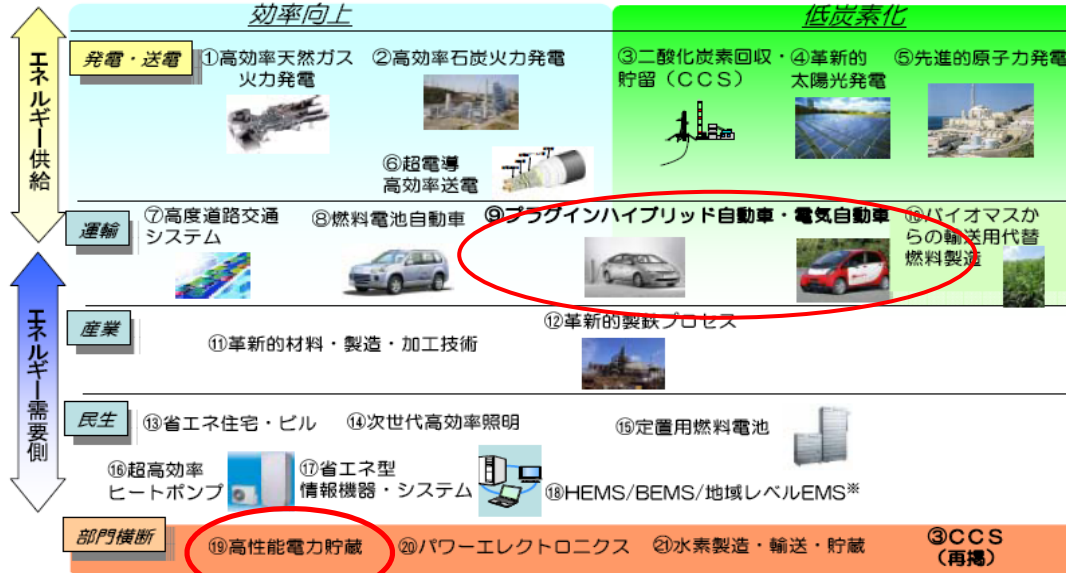 効率向上
低炭素化
エネルギー供給
発電・送電
①高効率天然ガス
火力発電
②高効率石炭火力発電
③二酸化炭素回収・
貯留（ＣＣＳ）
④革新的
太陽光発電
⑤先進的原子力発電
⑥超電導
高効率送電
運輸
⑦高度道路交通
システム
⑧燃料電池自動車
⑨プラグインハイブリッド自動車・電気自動車
⑩バイオマスか
らの輸送用代替
燃料製造
エネルギー需要側
産業
⑪革新的材料・製造・加工技術
⑫革新的製鉄プロセス
民生
⑬省エネ住宅・ビル
⑭次世代高効率照明
⑮定置用燃料電池
⑯超高効率
ヒートポンプ
⑰省エネ型
情報機器・システム
⑱HEMS/BEMS/地域レベルEMS※
部門横断
⑲高性能電力貯蔵
⑳パワーエレクトロニクス
㉑水素製造・輸送・貯蔵
③ＣＣＳ
（再掲）